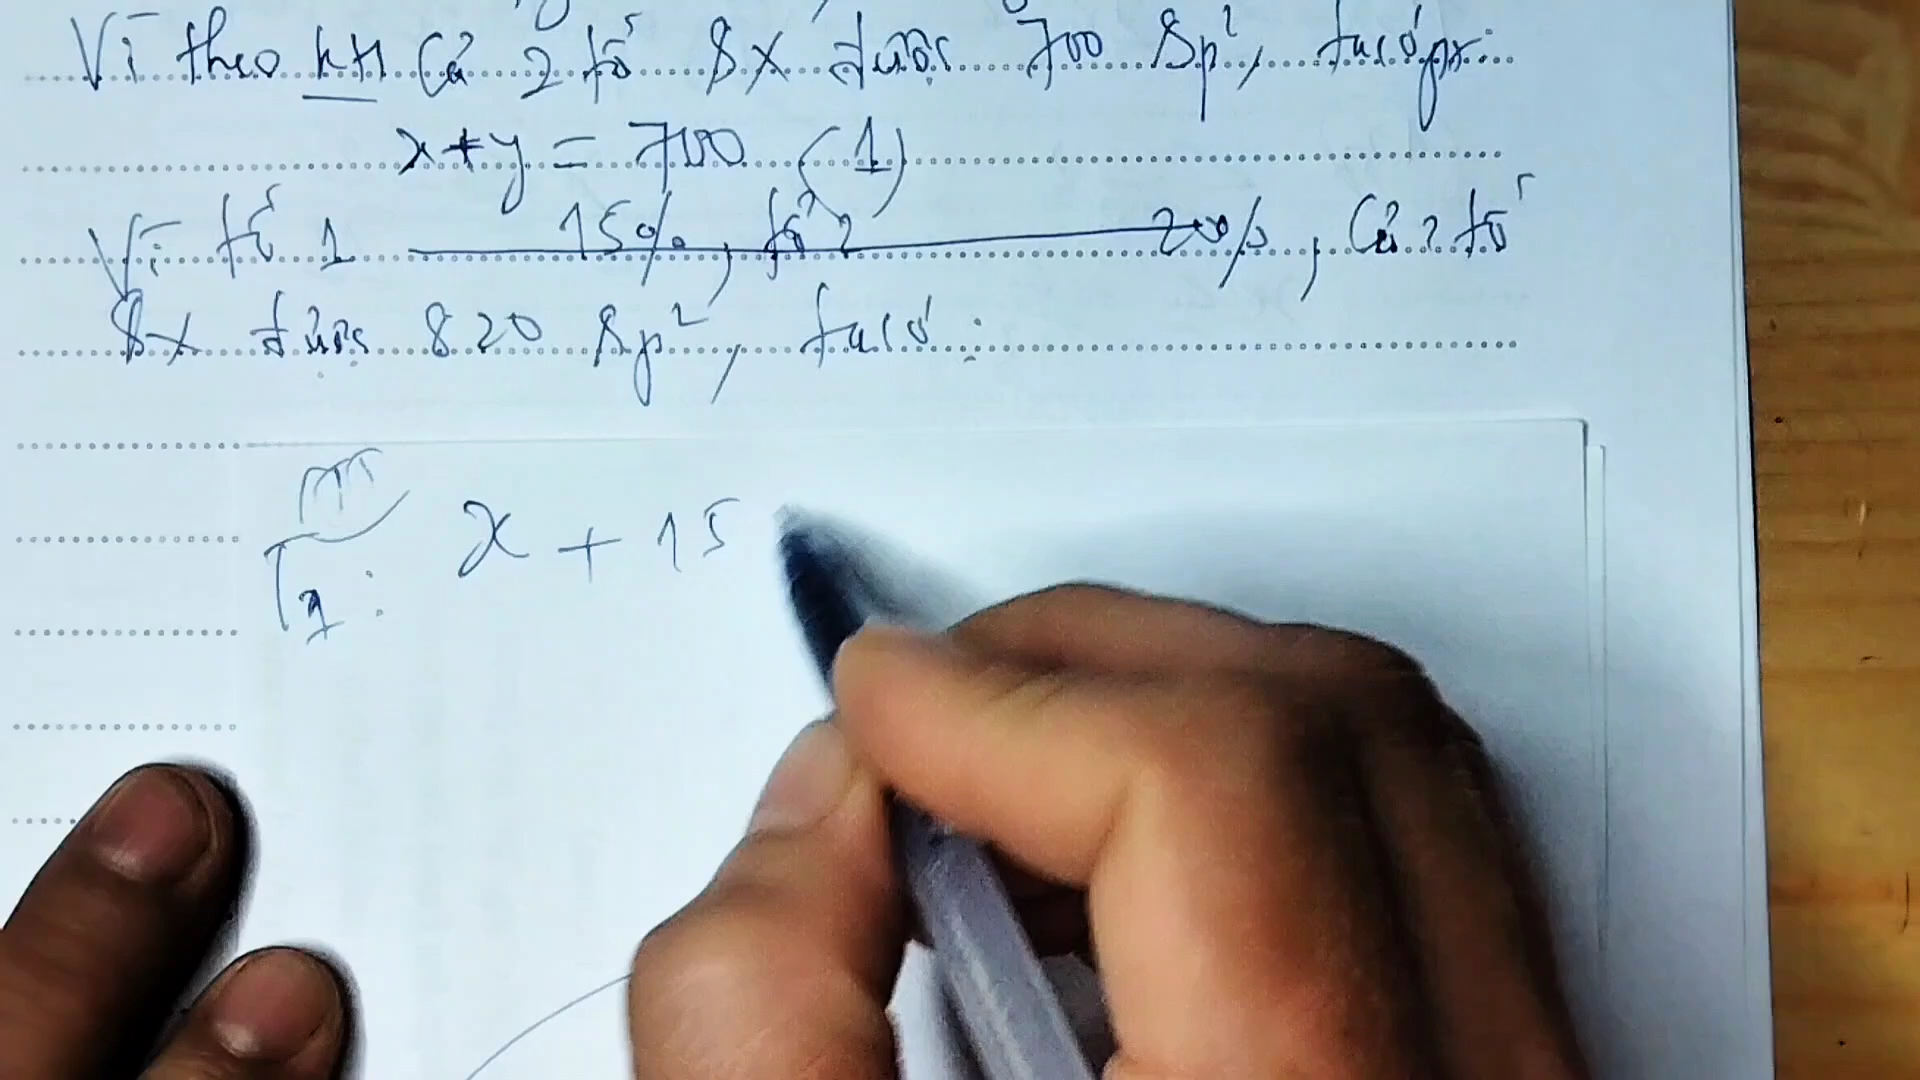 Vì theo KH Cả 2 tổ SX được 700 Sp², ta có pt:
x + y = 700 (1)
Vì tổ 1 15%, tổ 2 20%, Cả 2 tổ
SX được 820 Sp², ta có:
T1: x + 15